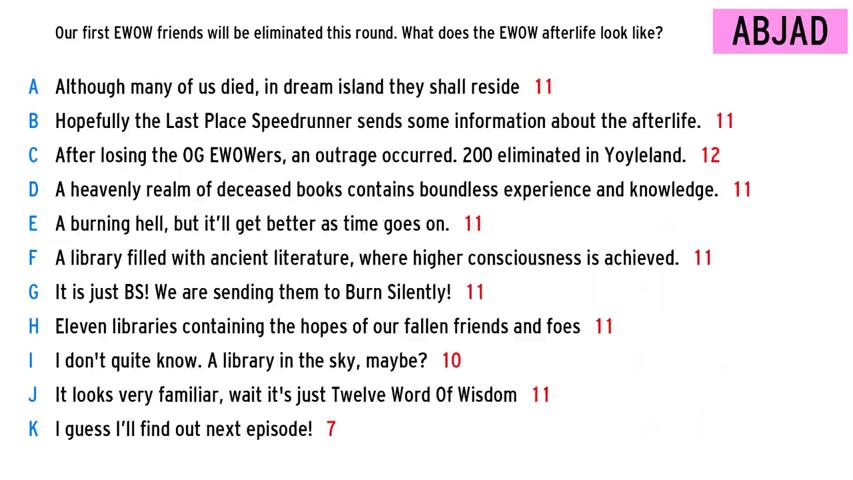 Our first EWOW friends will be eliminated this round. What does the EWOW afterlife look like?
ABJAD
A Although many of us died, in dream island they shall reside 11
B Hopefully the Last Place Speedrunner sends some information about the afterlife. 11
C After losing the OG EWOWers, an outrage occurred. 200 eliminated in Yoyleland. 12
D A heavenly realm of deceased books contains boundless experience and knowledge. 11
E A burning hell, but it’ll get better as time goes on. 11
F A library filled with ancient literature, where higher consciousness is achieved. 11
G It is just BS! We are sending them to Burn Silently! 11
H Eleven libraries containing the hopes of our fallen friends and foes 11
I I don't quite know. A library in the sky, maybe? 10
J It looks very familiar, wait it's just Twelve Word Of Wisdom 11
K I guess I’ll find out next episode! 7